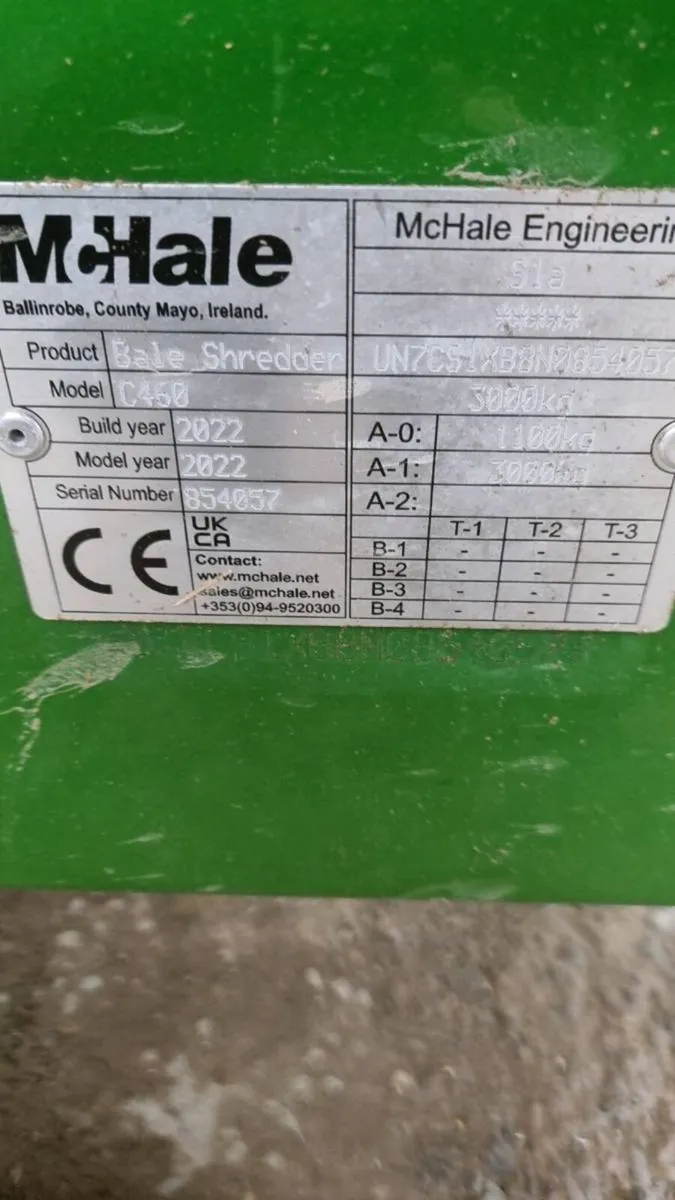 McHale
Ballinrobe, County Mayo, Ireland.
Product Bale Shredder
Model C460
Build year 2022
Model year 2022
Serial Number 854057
CE
UK
CA
Contact:
www.mchale.net
sales@mchale.net
+353(0)94-9520300
McHale Engineerin
S1a
*****
UN7CS1XB8N0854057
3000kg
A-0: 1100kg
A-1: 3000kg
A-2:
T-1 T-2 T-3
B-1 - - -
B-2 - - -
B-3 - - -
B-4 - - -